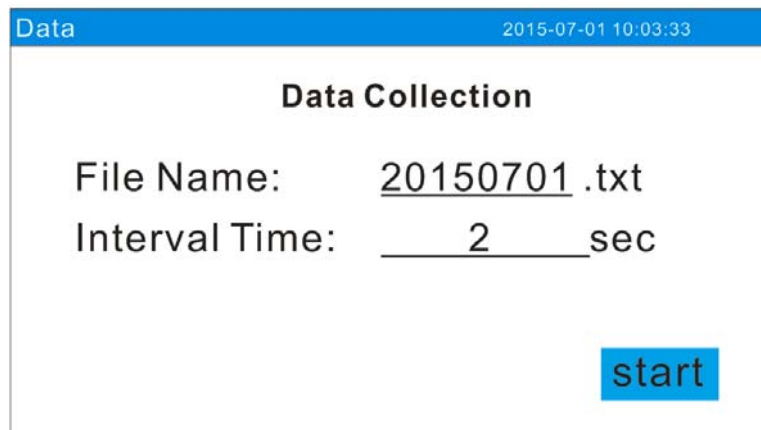 Data 2015-07-01 10:03:33
Data Collection
File Name: 20150701 .txt
Interval Time: 2 sec
start